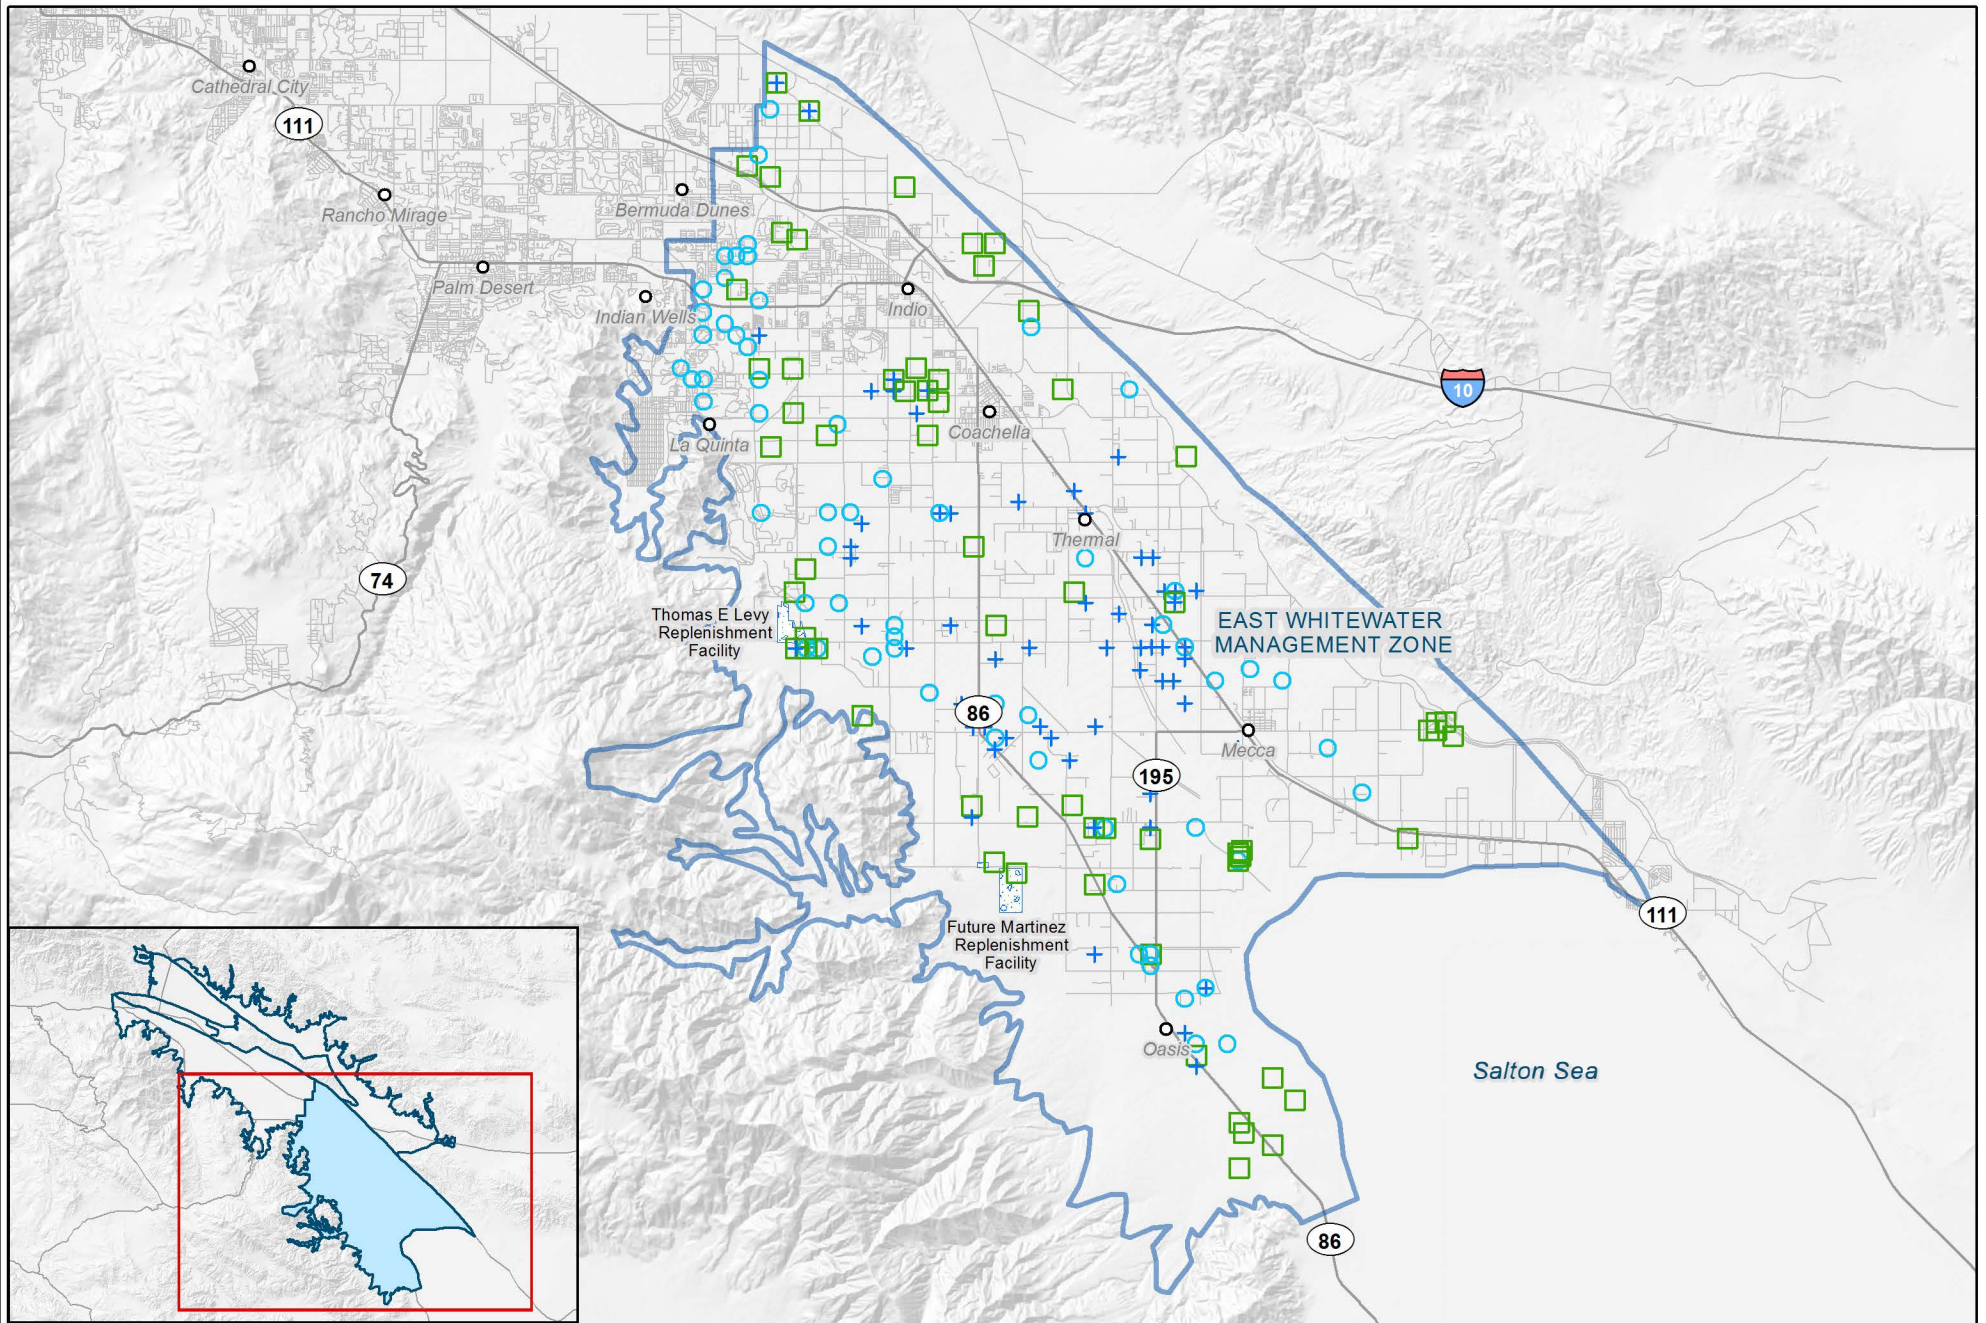 Cathedral City
111
Rancho Mirage
Bermuda Dunes
Palm Desert
Indian Wells
Indio
10
Coachella
La Quinta
Thermal
74
Thomas E Levy
Replenishment
Facility
EAST WHITEWATER
MANAGEMENT ZONE
86
Mecca
195
111
Future Martinez
Replenishment
Facility
Oasis
Salton Sea
86